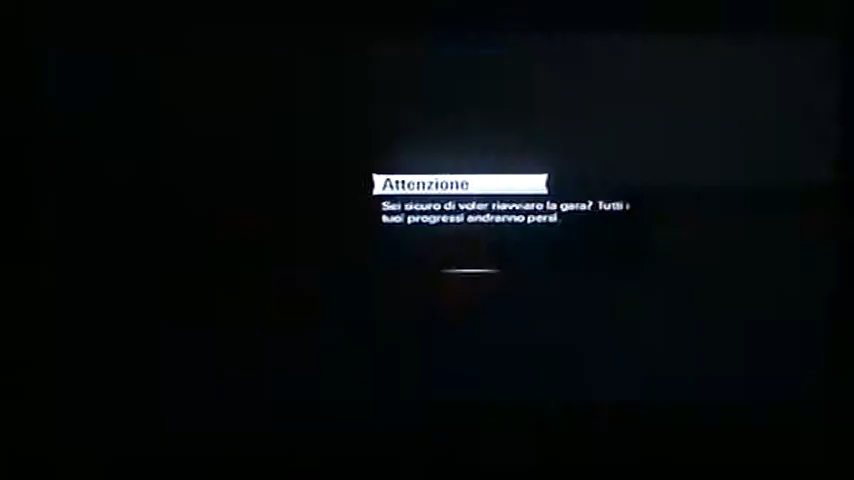 Attenzione
Sei sicuro di voler riavviare la gara? Tutti i
tuoi progressi andranno persi.